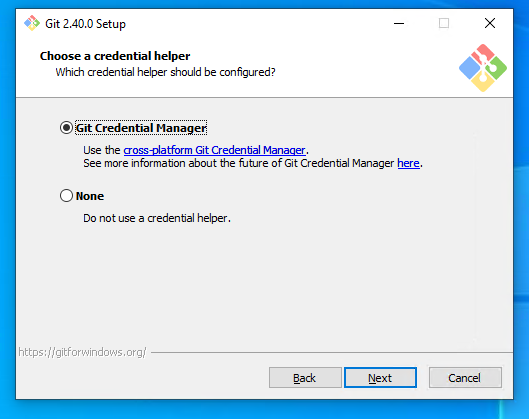 Git 2.40.0 Setup
Choose a credential helper
Which credential helper should be configured?
Git Credential Manager
Use the cross-platform Git Credential Manager.
See more information about the future of Git Credential Manager here.
None
Do not use a credential helper.
https://gitforwindows.org/
Back Next Cancel